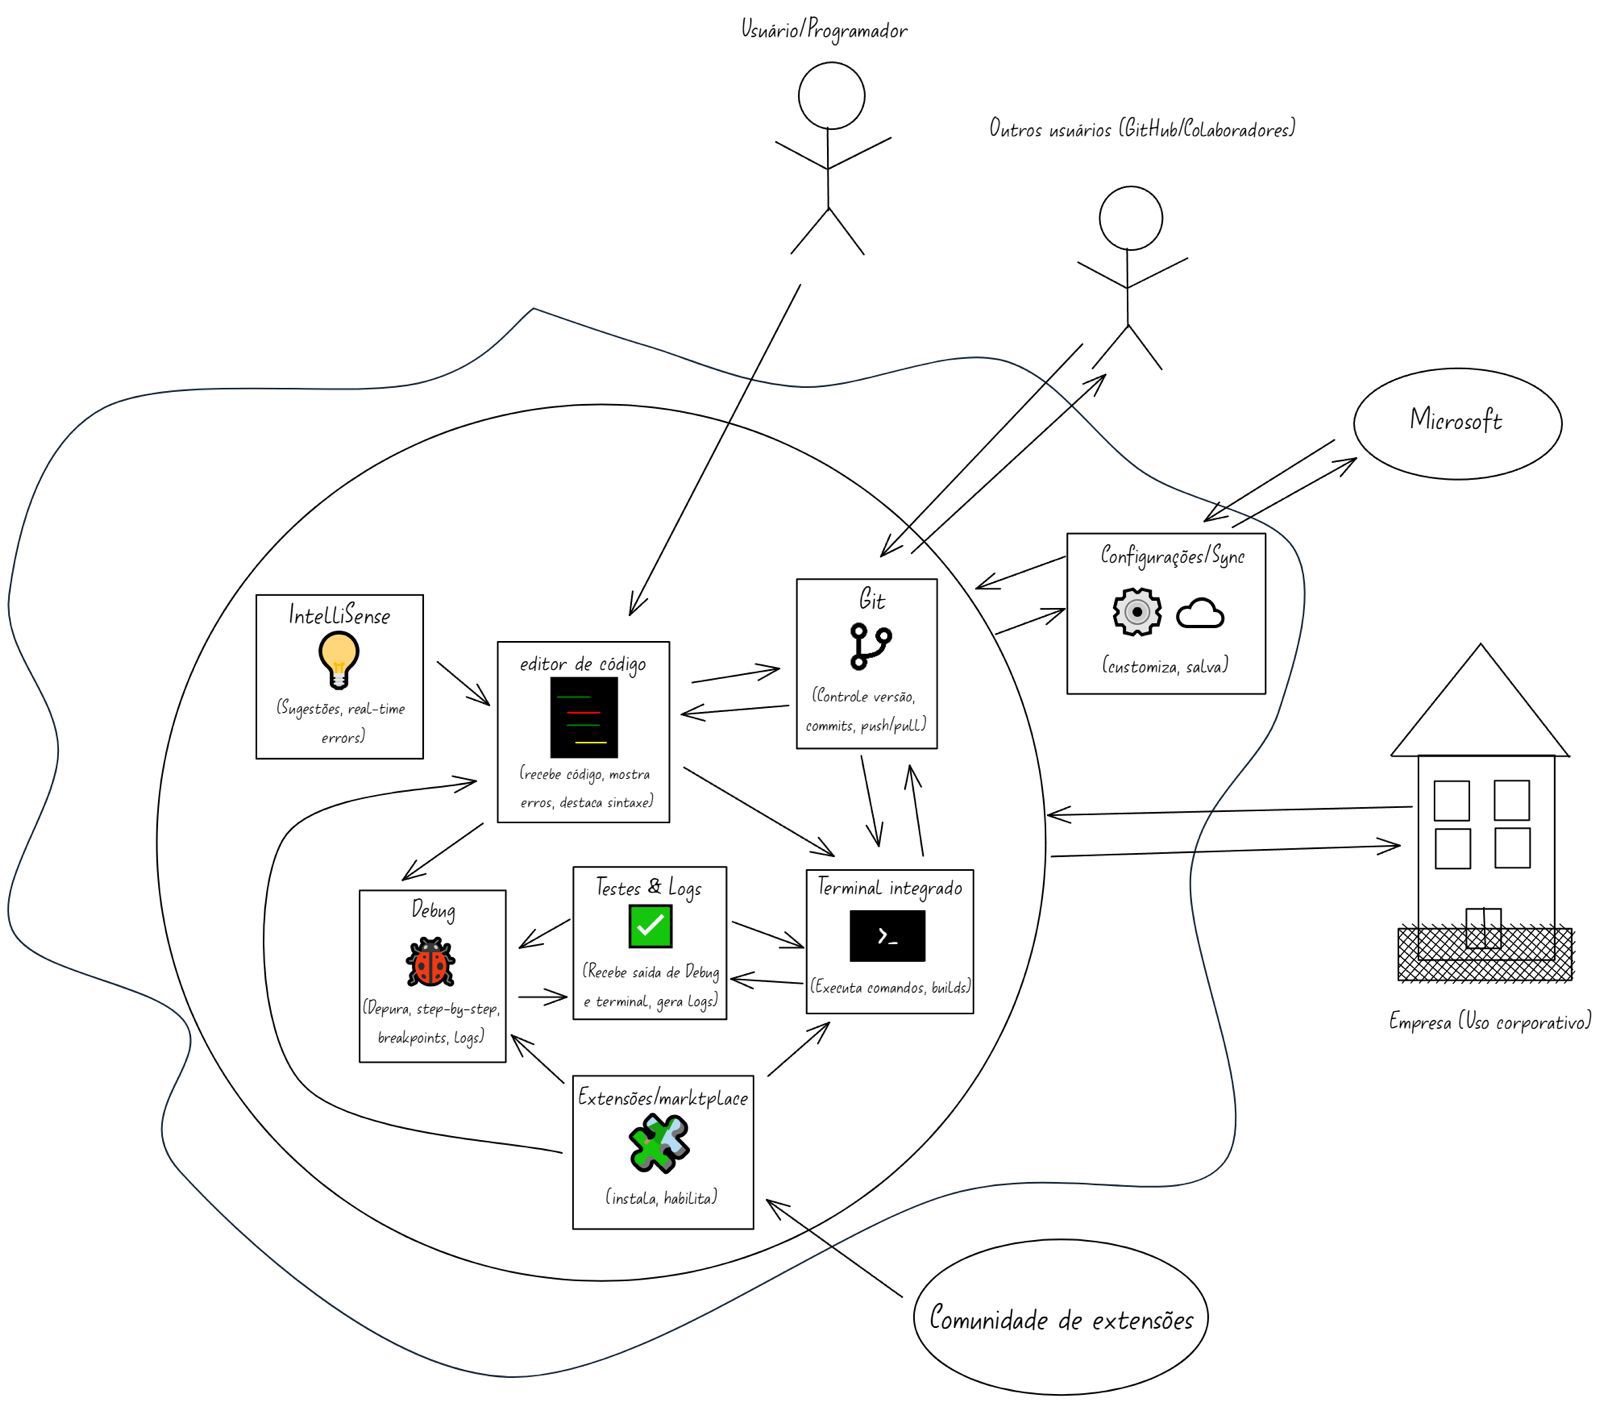 Usuário/Programador
Outros usuários (GitHub/Colaboradores)
Microsoft
Configurações/Sync
(customiza, salva)
Git
(Controle versão,
commits, push/pull)
IntelliSense
(Sugestões, real-time
errors)
editor de código
(recebe código, mostra
erros, destaca sintaxe)
Testes & Logs
(Recebe saida de Debug
e terminal, gera Logs)
Terminal integrado
(Executa comandos, builds)
Debug
(Depura, step-by-step,
breakpoints, logs)
Extensões/marktplace
(instala, habilita)
Empresa (Uso corporativo)
Comunidade de extensões